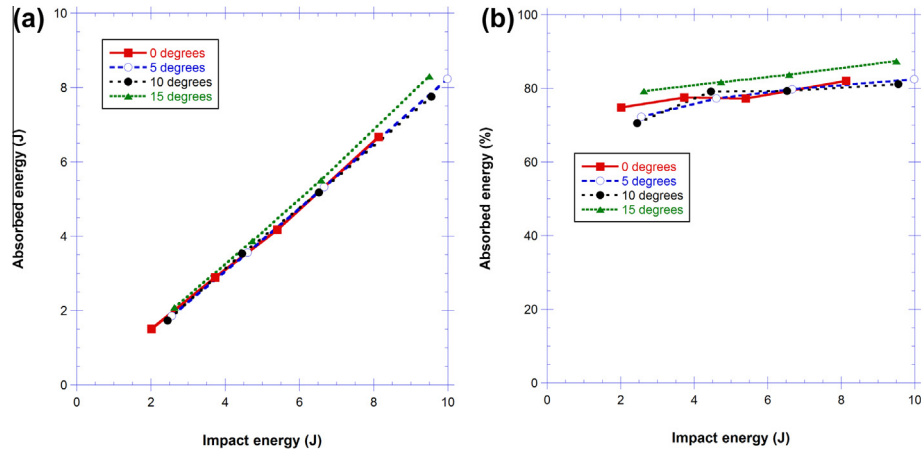 (a)
10
8
6
4
2
0
0 2 4 6 8 10
Absorbed energy (J)
Impact energy (J)
0 degrees
5 degrees
10 degrees
15 degrees
(b)
100
80
60
40
20
0
0 2 4 6 8 10
Absorbed energy (%)
Impact energy (J)
0 degrees
5 degrees
10 degrees
15 degrees